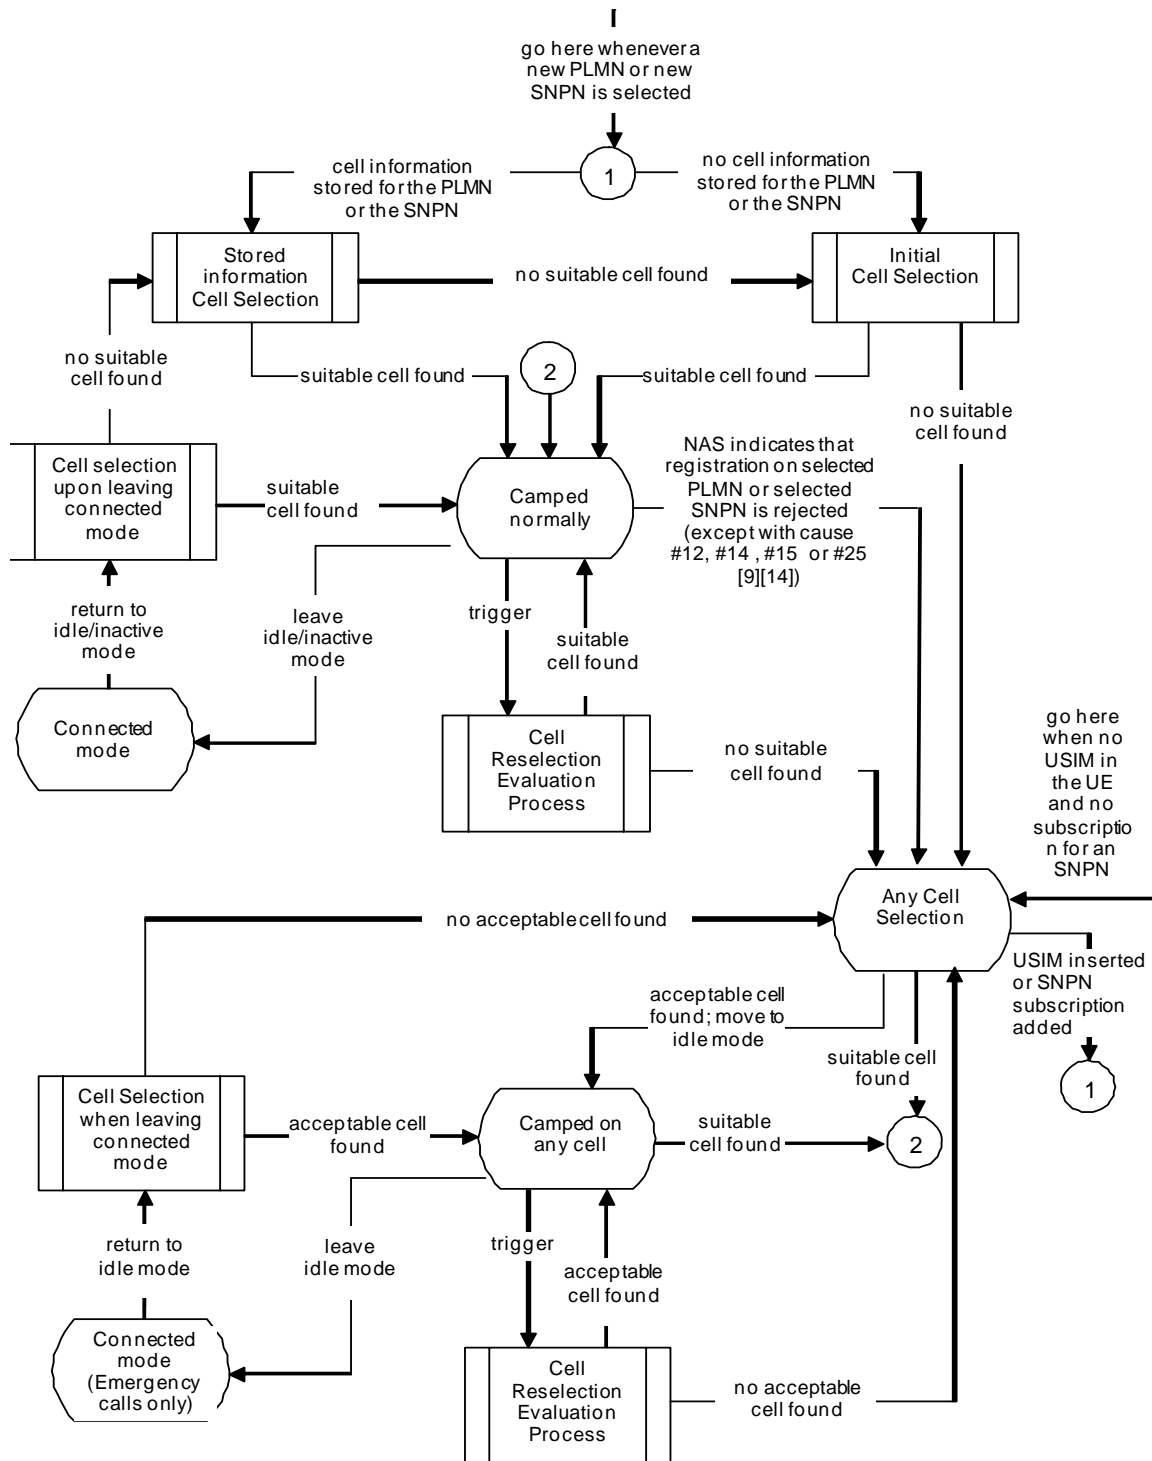 go here whenever a
new PLMN or new
SNPN is selected
1
cell information
stored for the PLMN
or the SNPN
no cell information
stored for the PLMN
or the SNPN
Stored
information
Cell Selection
no suitable cell found
Initial
Cell Selection
no suitable
cell found
suitable cell found
2
suitable cell found
no suitable
cell found
Cell selection
upon leaving
connected
mode
suitable
cell found
Camped
normally
NAS indicates that
registration on selected
PLMN or selected
SNPN is rejected
(except with cause
#12, #14 , #15 or #25
[9][14])
return to
idle/inactive
mode
leave
idle/inactive
mode
trigger
suitable
cell found
Connected
mode
Cell
Reselection
Evaluation
Process
no suitable
cell found
go here
when no
USIM in
the UE
and no
subscriptio
n for an
SNPN
Any Cell
Selection
no acceptable cell found
USIM inserted
or SNPN
subscription
added
acceptable cell
found; move to
idle mode
suitable cell
found
1
Cell Selection
when leaving
connected
mode
acceptable cell
found
Camped on
any cell
suitable
cell found
2
return to
idle mode
leave
idle mode
trigger
acceptable
cell found
Connected
mode
(Emergency
calls only)
Cell
Reselection
Evaluation
Process
no acceptable
cell found